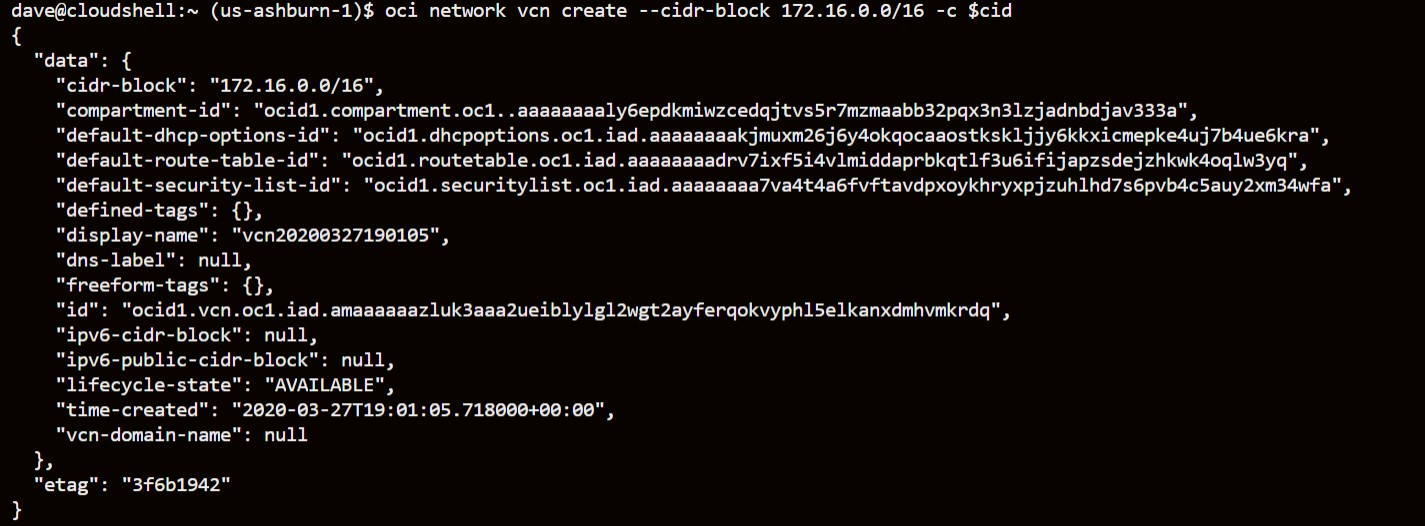 dave@cloudshell:~ (us-ashburn-1)$ oci network vcn create --cidr-block 172.16.0.0/16 -c $cid
{
  "data": {
    "cidr-block": "172.16.0.0/16",
    "compartment-id": "ocid1.compartment.oc1..aaaaaaaaly6epdkmiwzcedqjtvs5r7mzmaabb32pqx3n3lzjadnbdjav333a",
    "default-dhcp-options-id": "ocid1.dhcpoptions.oc1.iad.aaaaaaaakjmuxm26j6y4okqocaaostkskljjy6kkxicmepke4uj7b4ue6kra",
    "default-route-table-id": "ocid1.routetable.oc1.iad.aaaaaaaadrv7ixf5i4vlmiddaprbkqtlf3u6ifijapzsdejzhkwk4oqlw3yq",
    "default-security-list-id": "ocid1.securitylist.oc1.iad.aaaaaaaa7va4t4a6fvftavdpxoykhryxpjzuhlhd7s6pvb4c5auy2xm34wfa",
    "defined-tags": {},
    "display-name": "vcn20200327190105",
    "dns-label": null,
    "freeform-tags": {},
    "id": "ocid1.vcn.oc1.iad.amaaaaaazluk3aaa2ueiblylgl2wgt2ayferqokvyphl5elkanxdmhvmkrdq",
    "ipv6-cidr-block": null,
    "ipv6-public-cidr-block": null,
    "lifecycle-state": "AVAILABLE",
    "time-created": "2020-03-27T19:01:05.718000+00:00",
    "vcn-domain-name": null
  },
  "etag": "3f6b1942"
}